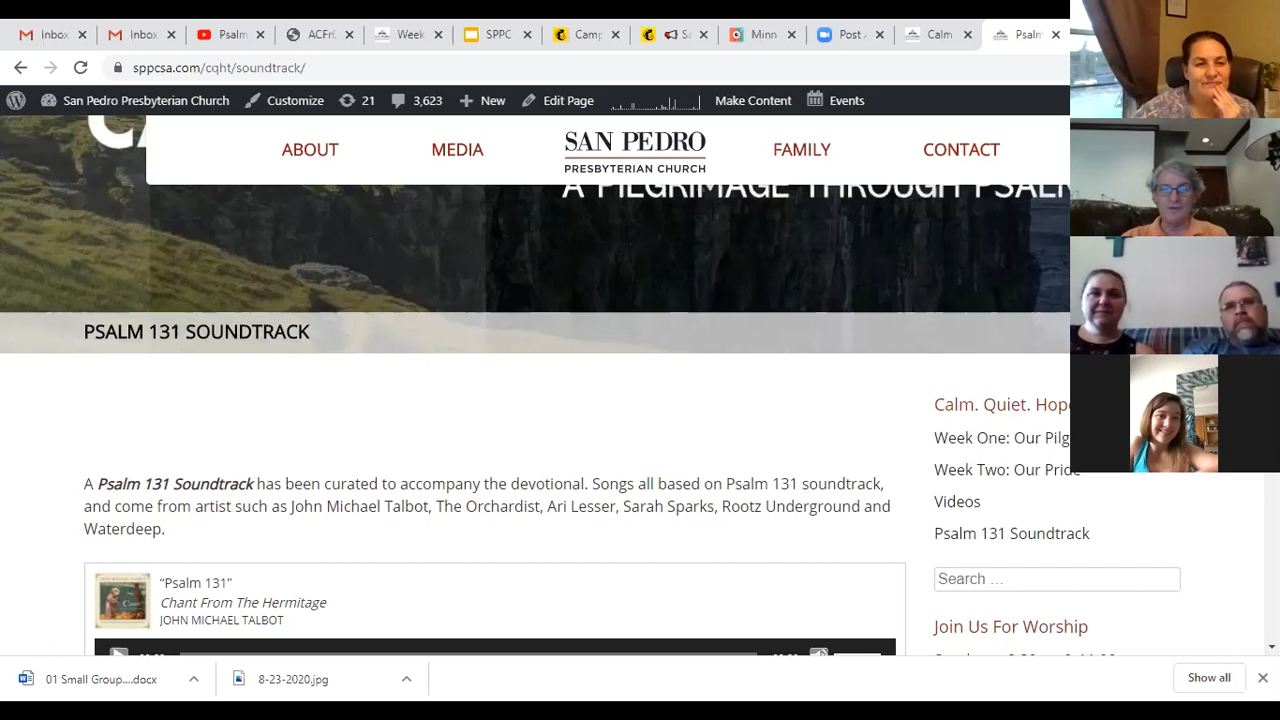 Inbox
Inbox
Psalm
ACFrC
Week
SPPC
Camp
Sa
Minn
Post
Calm
Psalm
sppcsa.com/cqht/soundtrack/
San Pedro Presbyterian Church
Customize
21
3,623
New
Edit Page
Make Content
Events
ABOUT
MEDIA
SAN PEDRO
PRESBYTERIAN CHURCH
FAMILY
CONTACT
A PILGRIMAGE THROUGH PSALM
PSALM 131 SOUNDTRACK
A Psalm 131 Soundtrack has been curated to accompany the devotional. Songs all based on Psalm 131 soundtrack,
and come from artist such as John Michael Talbot, The Orchardist, Ari Lesser, Sarah Sparks, Rootz Underground and
Waterdeep.
“Psalm 131”
Chant From The Hermitage
JOHN MICHAEL TALBOT
Calm. Quiet. Hope
Week One: Our Pilg
Week Two: Our Pride
Videos
Psalm 131 Soundtrack
Search …
Join Us For Worship
01 Small Group....docx
8-23-2020.jpg
Show all